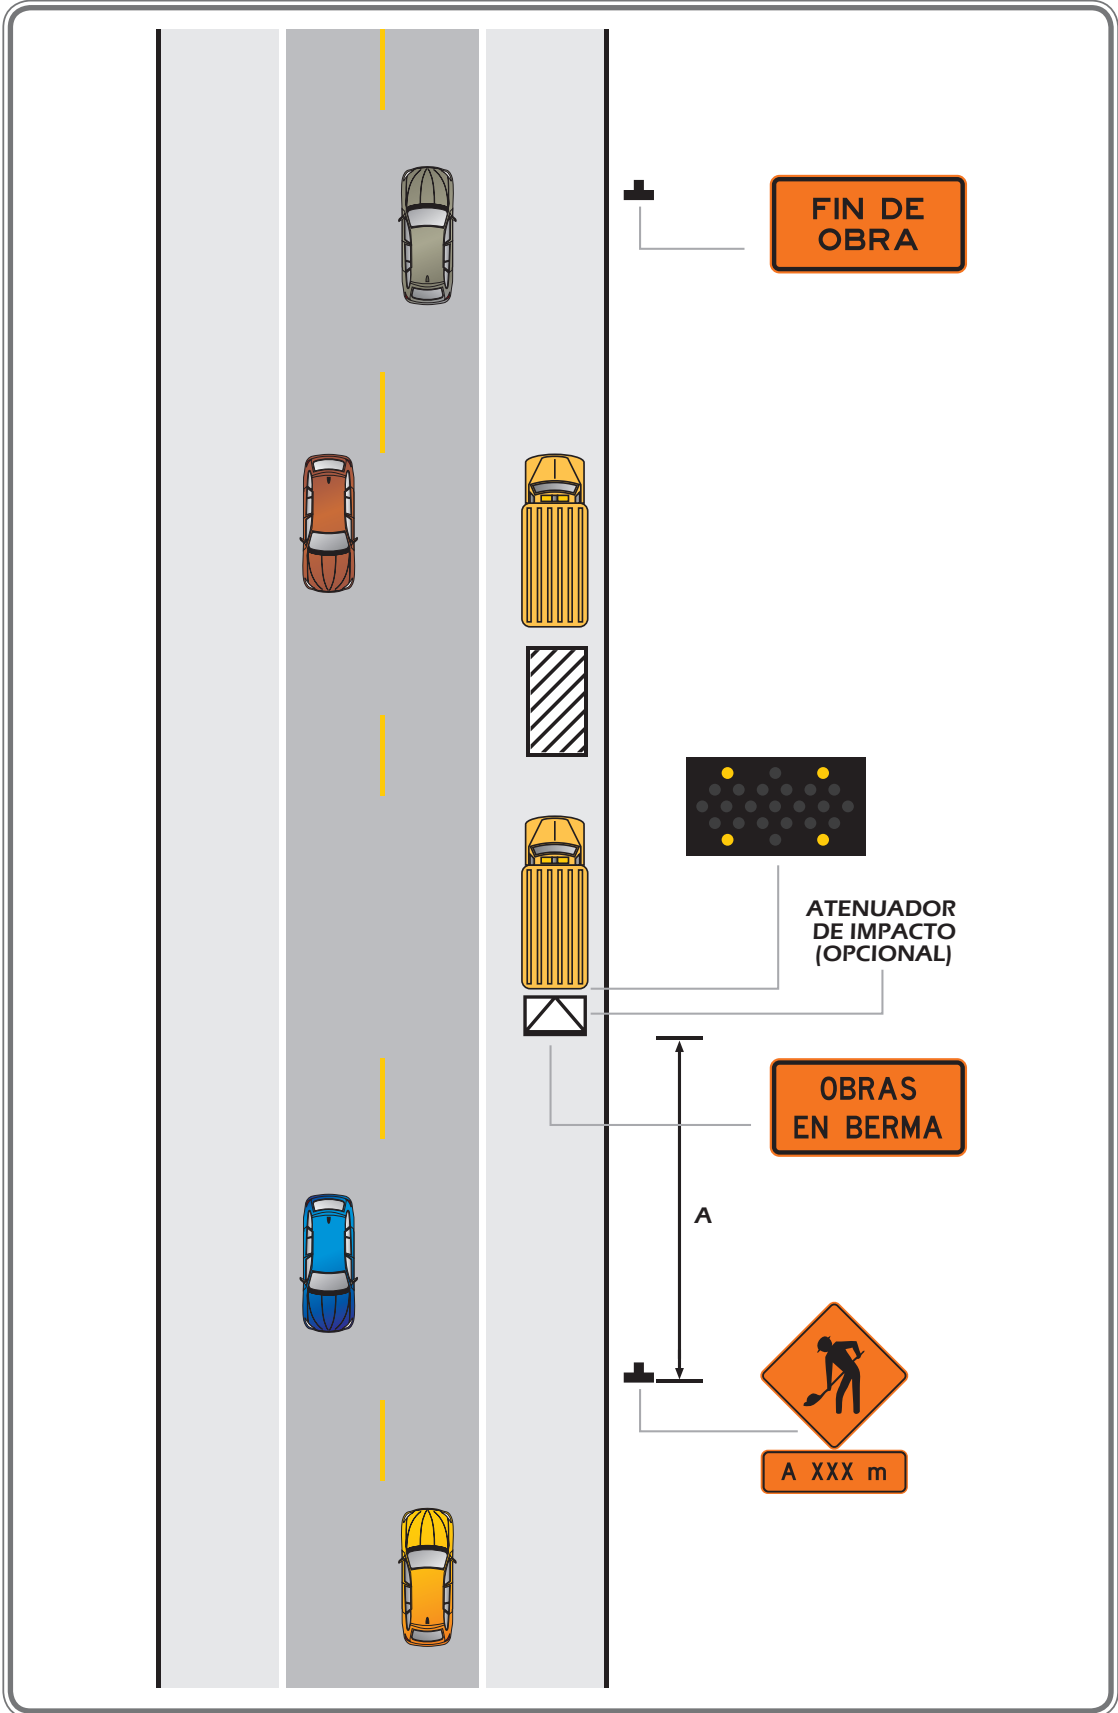 FIN DE
OBRA
ATENUADOR
DE IMPACTO
(OPCIONAL)
OBRAS
EN BERMA
A
A XXX m